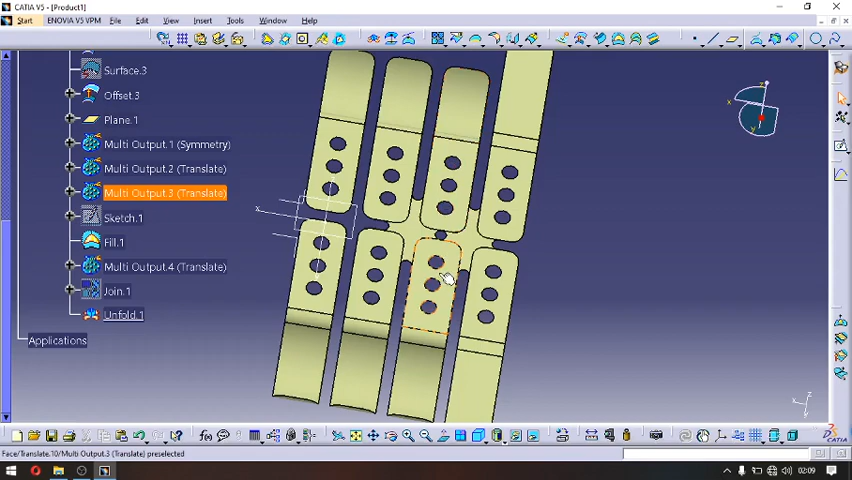 CATIA V5 - [Product1]
Start ENOVIA V5 VPM File Edit View Insert Tools Window Help
Surface.3
Offset.3
Plane.1
Multi Output.1 (Symmetry)
Multi Output.2 (Translate)
Multi Output.3 (Translate)
Sketch.1
Fill.1
Multi Output.4 (Translate)
Join.1
Unfold.1
Applications
x
z
x
y
x
z
y
Face/Translate.10/Multi Output.3 (Translate) preselected
02:09